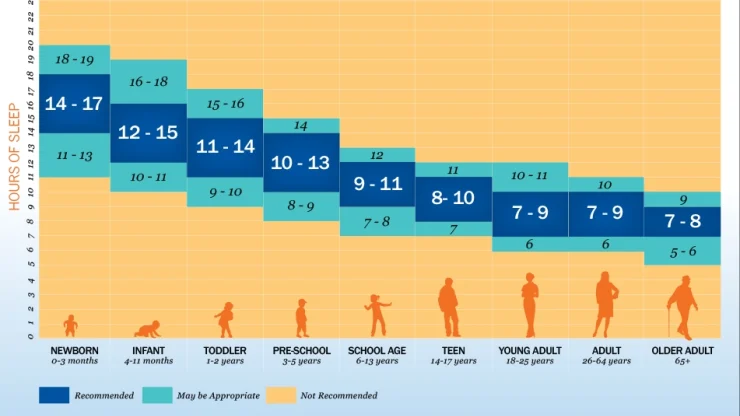 HOURS OF SLEEP
22
21
20
19
18
17
16
15
14
13
12
11
10
9
8
7
6
5
4
3
2
1
0
18 - 19
14 - 17
11 - 13
16 - 18
12 - 15
10 - 11
15 - 16
11 - 14
9 - 10
14
10 - 13
8 - 9
12
9 - 11
7 - 8
11
8- 10
7
10 - 11
7 - 9
6
10
7 - 9
6
9
7 - 8
5 - 6
NEWBORN
0-3 months
INFANT
4-11 months
TODDLER
1-2 years
PRE-SCHOOL
3-5 years
SCHOOL AGE
6-13 years
TEEN
14-17 years
YOUNG ADULT
18-25 years
ADULT
26-64 years
OLDER ADULT
65+
Recommended
May be Appropriate
Not Recommended